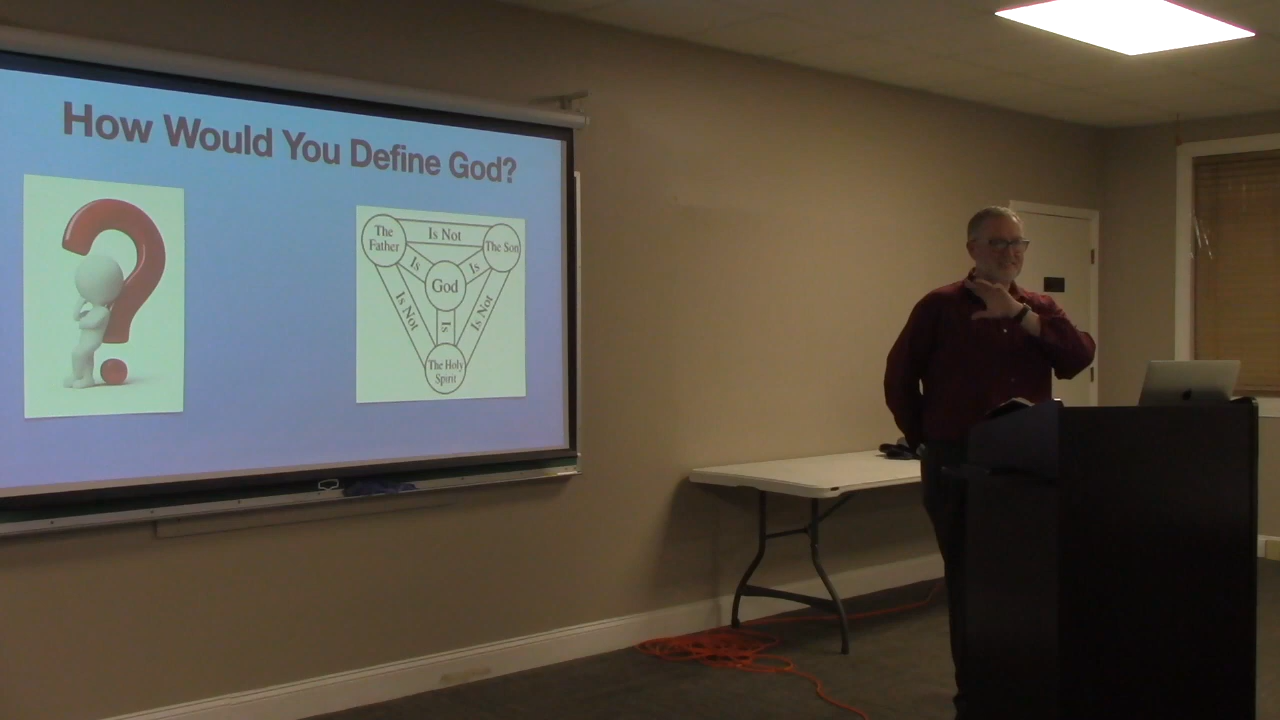 How Would You Define God?
The
Father
Is Not
The Son
Is
Is
God
Is Not
Is
Is Not
The Holy
Spirit